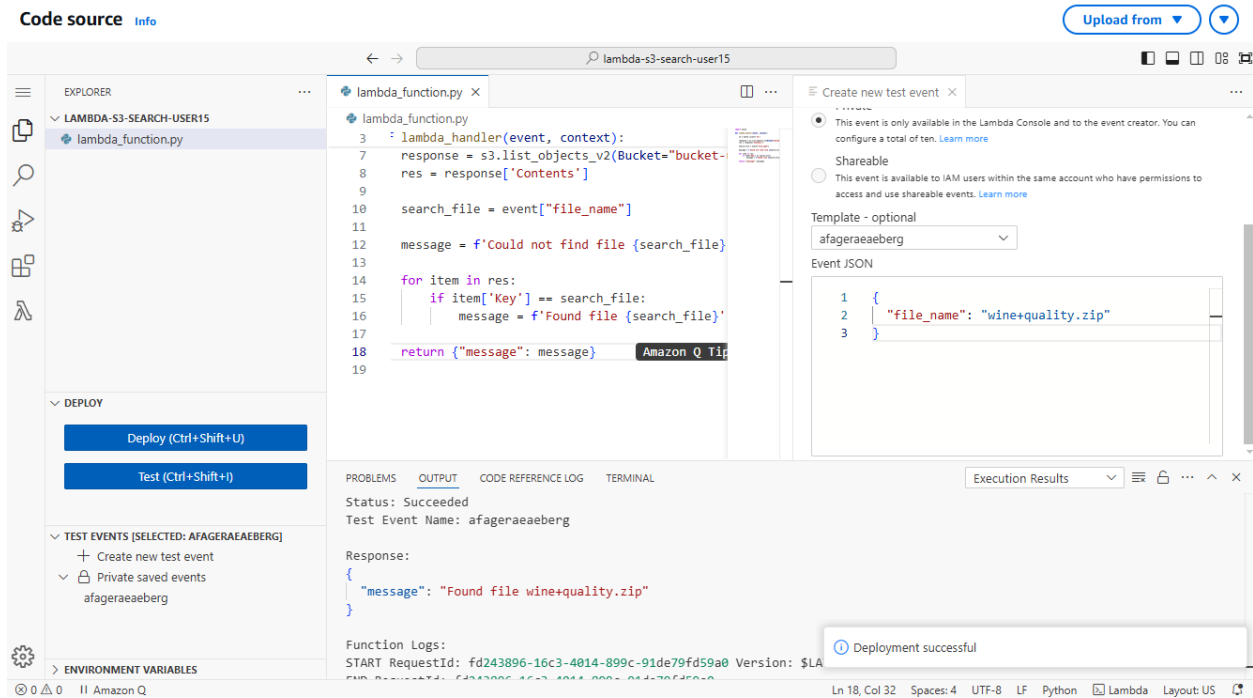 Code source Info
Upload from
lambda-s3-search-user15
EXPLORER
LAMBDA-S3-SEARCH-USER15
lambda_function.py
DEPLOY
Deploy (Ctrl+Shift+U)
Test (Ctrl+Shift+I)
TEST EVENTS [SELECTED: AFAGERAEAEBERG]
Create new test event
Private saved events
afageraeaeberg
ENVIRONMENT VARIABLES
lambda_function.py
lambda_function.py
3 lambda_handler(event, context):
7 response = s3.list_objects_v2(Bucket="bucket-
8 res = response['Contents']
9
10 search_file = event["file_name"]
11
12 message = f'Could not find file {search_file}
13
14 for item in res:
15 if item['Key'] == search_file:
16 message = f'Found file {search_file}'
17
18 return {"message": message} Amazon Q Tip
19
Create new test event
Private
This event is only available in the Lambda Console and to the event creator. You can
configure a total of ten. Learn more
Shareable
This event is available to IAM users within the same account who have permissions to
access and use shareable events. Learn more
Template - optional
afageraeaeberg
Event JSON
1 {
2 "file_name": "wine+quality.zip"
3 }
PROBLEMS OUTPUT CODE REFERENCE LOG TERMINAL
Execution Results
Status: Succeeded
Test Event Name: afageraeaeberg
Response:
{
"message": "Found file wine+quality.zip"
}
Function Logs:
START RequestId: fd243896-16c3-4014-899c-91de79fd59a0 Version: $LA
END RequestId: fd243896-16c3-4014-899c-91de79fd59a0
Deployment successful
0 0 Amazon Q
Ln 18, Col 32 Spaces: 4 UTF-8 LF Python Lambda Layout: US